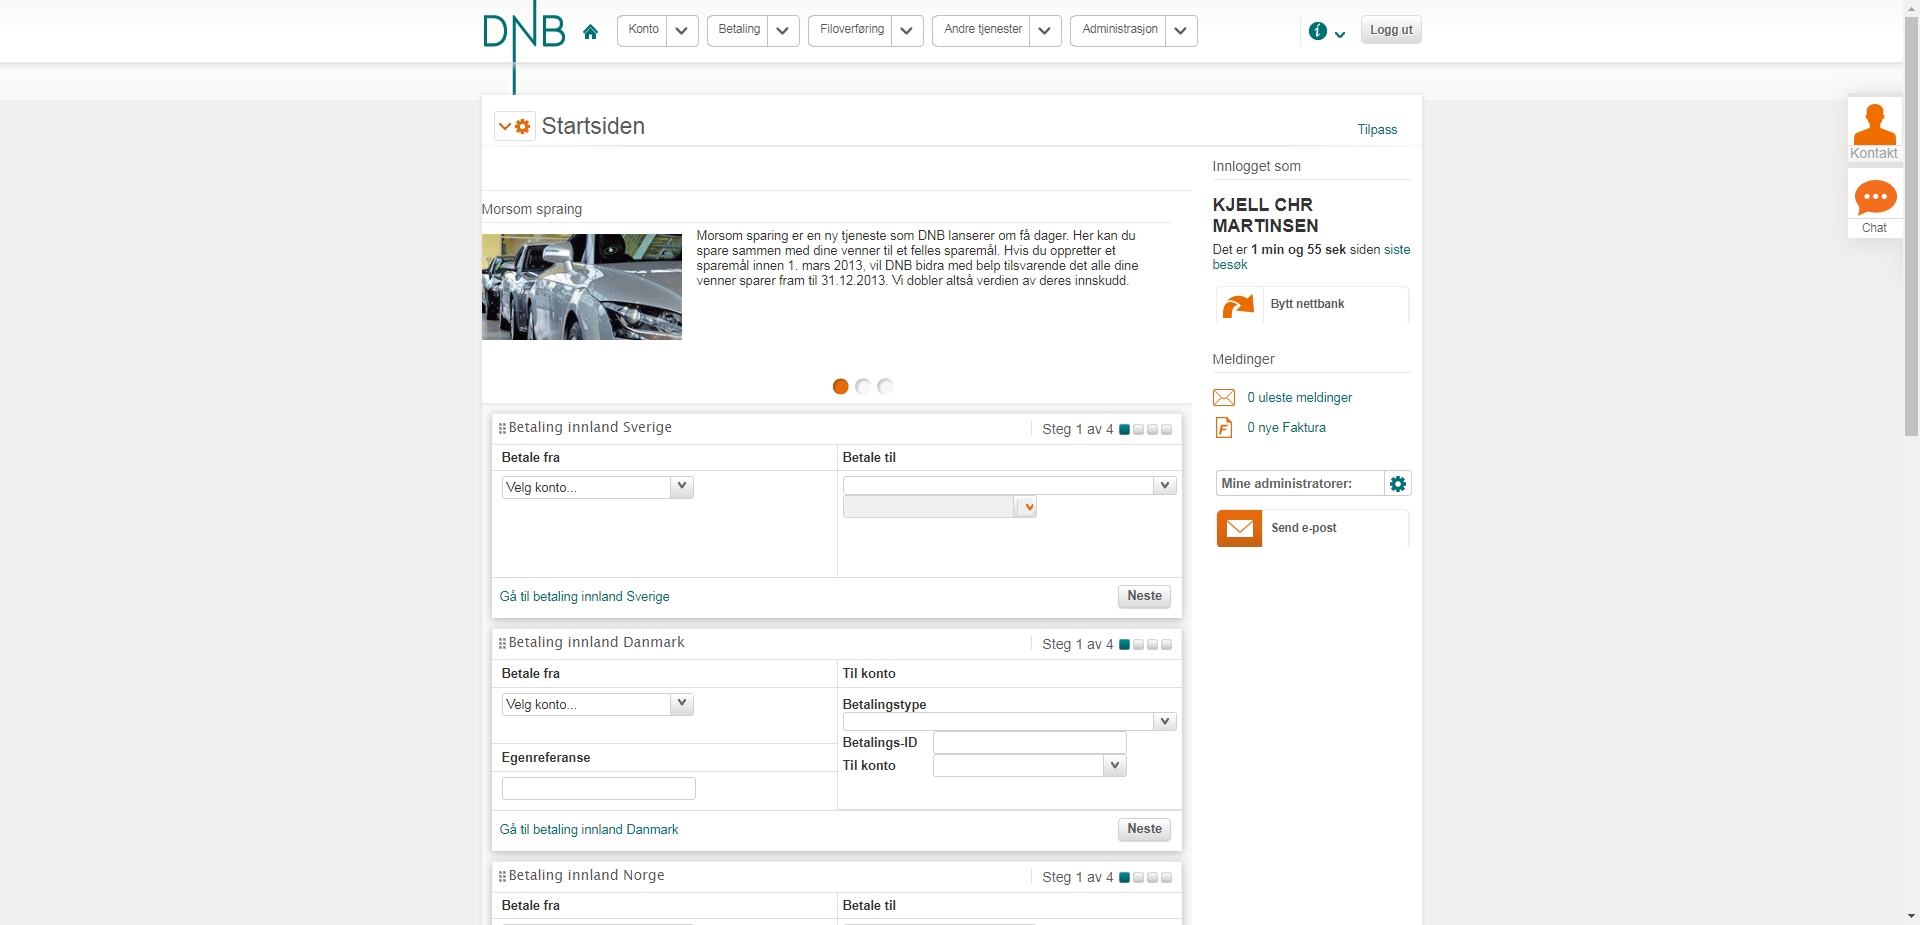 DNB
Konto
Betaling
Filoverføring
Andre tjenester
Administrasjon
i
Logg ut
Startsiden
Tilpass
Kontakt
Chat
Innlogget som
KJELL CHR
MARTINSEN
Det er 1 min og 55 sek siden siste
besøk
Bytt nettbank
Meldinger
0 uleste meldinger
0 nye Faktura
Mine administratorer:
Send e-post
Morsom spraing
Morsom sparing er en ny tjeneste som DNB lanserer om få dager. Her kan du
spare sammen med dine venner til et felles sparemål. Hvis du oppretter et
sparemål innen 1. mars 2013, vil DNB bidra med belp tilsvarende det alle dine
venner sparer fram til 31.12.2013. Vi dobler altså verdien av deres innskudd.
Betaling innland Sverige
Steg 1 av 4
Betale fra
Betale til
Velg konto...
Gå til betaling innland Sverige
Neste
Betaling innland Danmark
Steg 1 av 4
Betale fra
Til konto
Velg konto...
Betalingstype
Betalings-ID
Til konto
Egenreferanse
Gå til betaling innland Danmark
Neste
Betaling innland Norge
Steg 1 av 4
Betale fra
Betale til